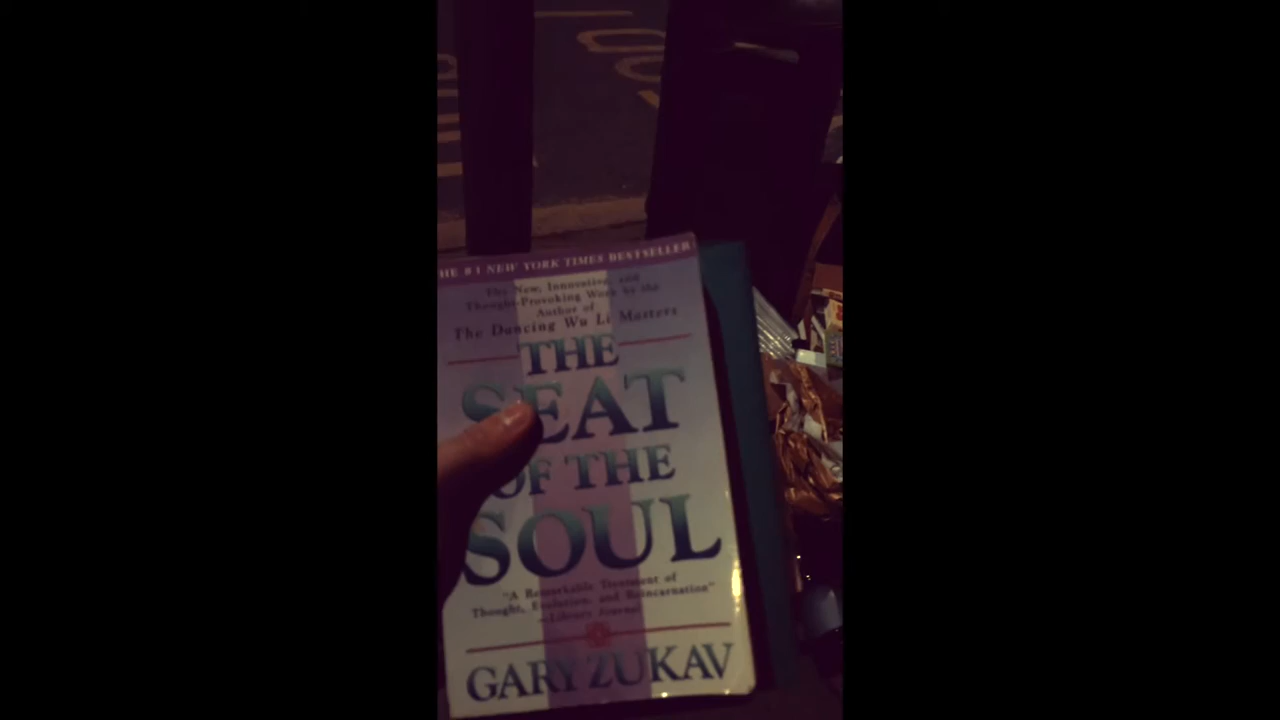 THE #1 NEW YORK TIMES BESTSELLER
The New, Innovative, and
Thought-Provoking Work by the
Author of
The Dancing Wu Li Masters
THE
SEAT
OF THE
SOUL
"A Remarkable Treatment of
Thought, Evolution, and Reincarnation"
—Library Journal
GARY ZUKAV